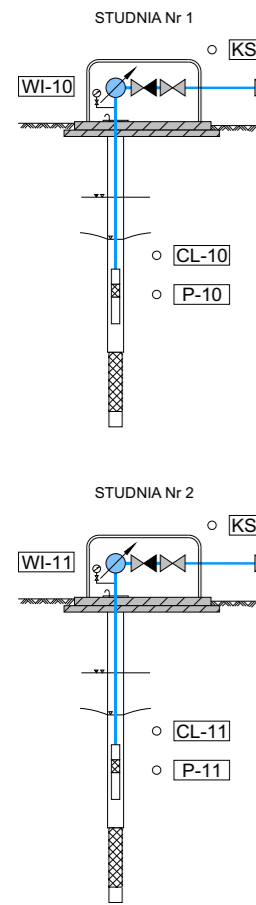 STUDNIA Nr 1
KS
WI-10
CL-10
P-10
STUDNIA Nr 2
KS
WI-11
CL-11
P-11